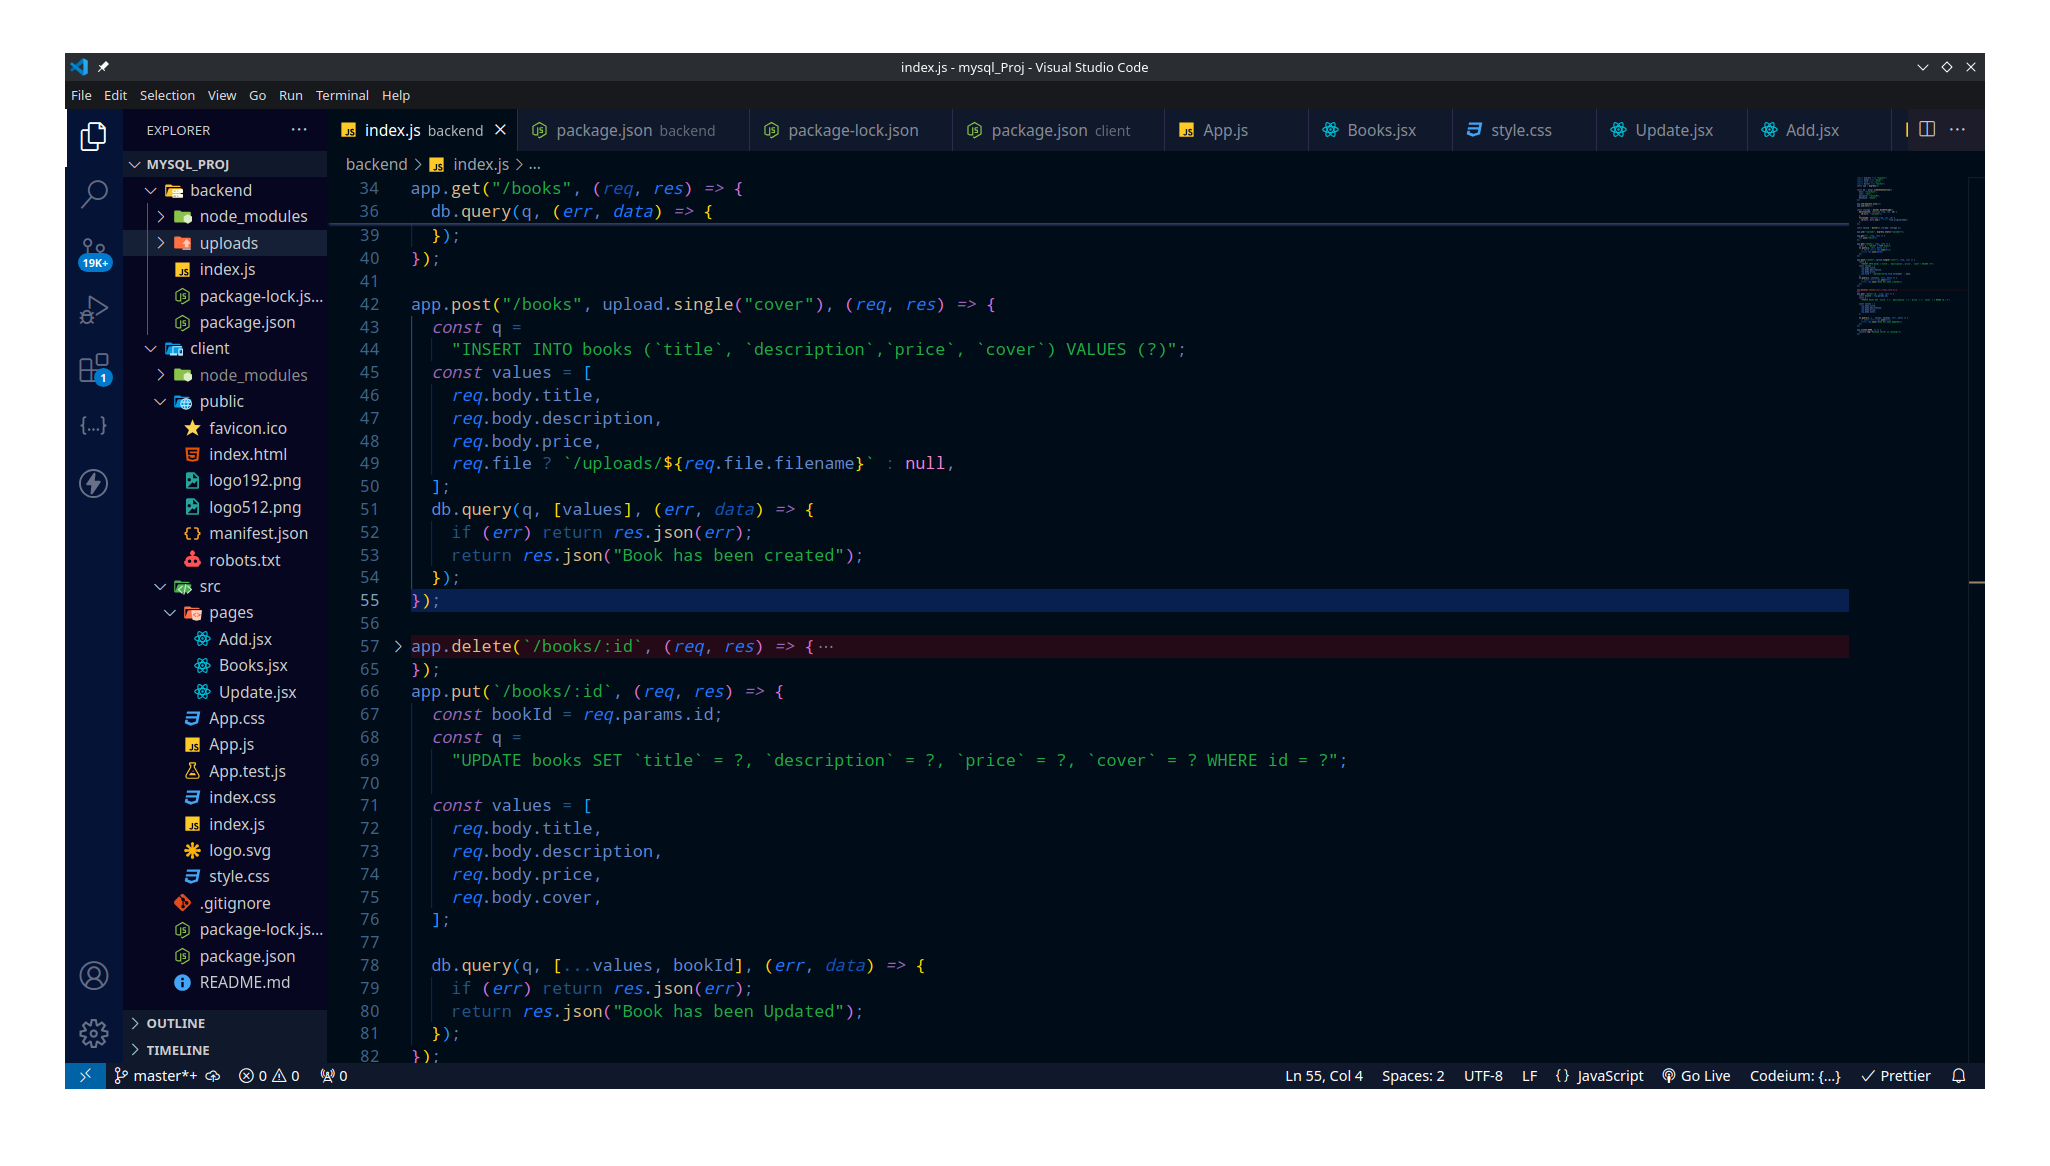 index.js - mysql_Proj - Visual Studio Code
File Edit Selection View Go Run Terminal Help
EXPLORER ···
index.js backend
package.json backend
package-lock.json
package.json client
App.js
Books.jsx
style.css
Update.jsx
Add.jsx
MYSQL_PROJ
backend
node_modules
uploads
index.js
package-lock.js...
package.json
client
node_modules
public
favicon.ico
index.html
logo192.png
logo512.png
manifest.json
robots.txt
src
pages
Add.jsx
Books.jsx
Update.jsx
App.css
App.js
App.test.js
index.css
index.js
logo.svg
style.css
.gitignore
package-lock.js...
package.json
README.md
OUTLINE
TIMELINE
19K+
1
backend > index.js > ...
34 app.get("/books", (req, res) => {
36 db.query(q, (err, data) => {
39 });
40 });
41
42 app.post("/books", upload.single("cover"), (req, res) => {
43 const q =
44 "INSERT INTO books (`title`, `description`,`price`, `cover`) VALUES (?)";
45 const values = [
46 req.body.title,
47 req.body.description,
48 req.body.price,
49 req.file ? `/uploads/${req.file.filename}` : null,
50 ];
51 db.query(q, [values], (err, data) => {
52 if (err) return res.json(err);
53 return res.json("Book has been created");
54 });
55 });
56
57 app.delete(`/books/:id`, (req, res) => {···
65 });
66 app.put(`/books/:id`, (req, res) => {
67 const bookId = req.params.id;
68 const q =
69 "UPDATE books SET `title` = ?, `description` = ?, `price` = ?, `cover` = ? WHERE id = ?";
70
71 const values = [
72 req.body.title,
73 req.body.description,
74 req.body.price,
75 req.body.cover,
76 ];
77
78 db.query(q, [...values, bookId], (err, data) => {
79 if (err) return res.json(err);
80 return res.json("Book has been Updated");
81 });
82 });
master*+ 0 0 0 Ln 55, Col 4 Spaces: 2 UTF-8 LF {} JavaScript Go Live Codeium: {...} Prettier